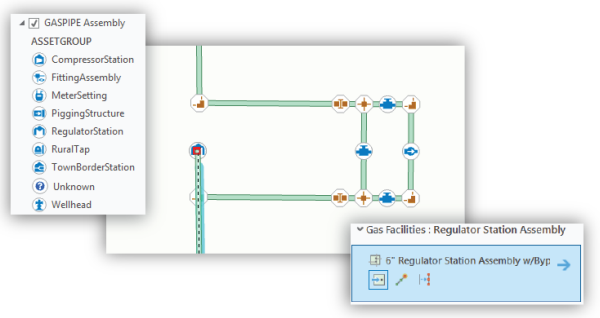 GASPIPE Assembly
ASSETGROUP
CompressorStation
FittingAssembly
MeterSetting
PiggingStructure
RegulatorStation
RuralTap
TownBorderStation
Unknown
Wellhead
Gas Facilities : Regulator Station Assembly
6" Regulator Station Assembly w/Byp